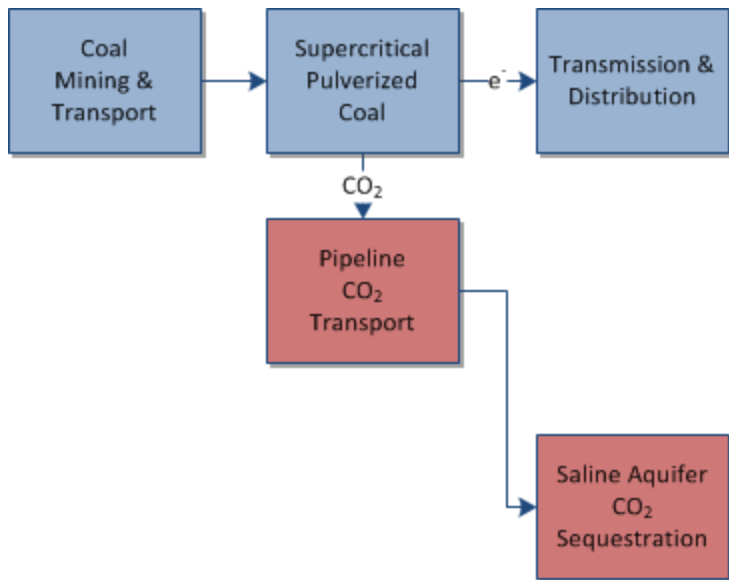 Coal
Mining &
Transport
Supercritical
Pulverized
Coal
e⁻
Transmission &
Distribution
CO₂
Pipeline
CO₂
Transport
Saline Aquifer
CO₂
Sequestration